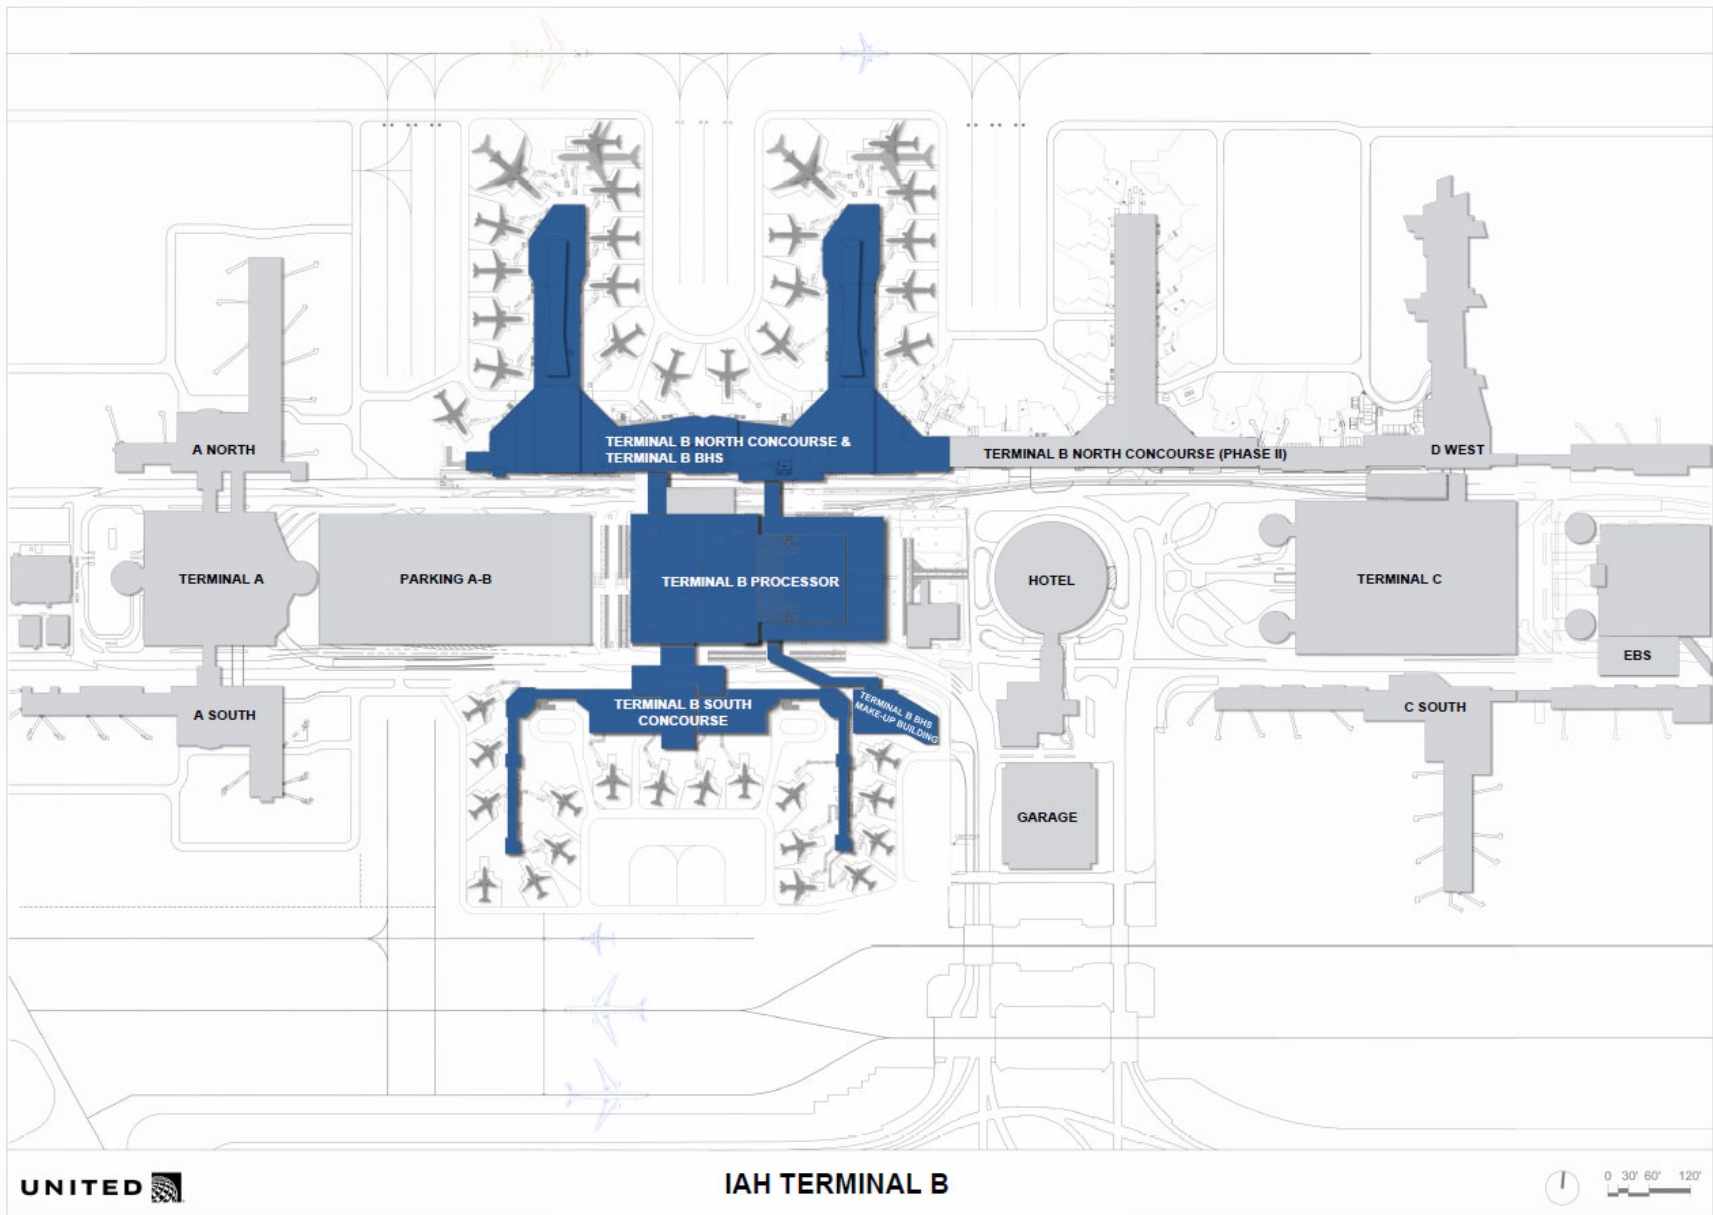 TERMINAL B NORTH CONCOURSE &
TERMINAL B BHS
A NORTH
TERMINAL B NORTH CONCOURSE (PHASE II)
D WEST
TERMINAL A
PARKING A-B
TERMINAL B PROCESSOR
HOTEL
TERMINAL C
EBS
A SOUTH
TERMINAL B SOUTH
CONCOURSE
TERMINAL B BHS
MAKE-UP BUILDING
C SOUTH
GARAGE
UNITED
IAH TERMINAL B
0 30' 60' 120'